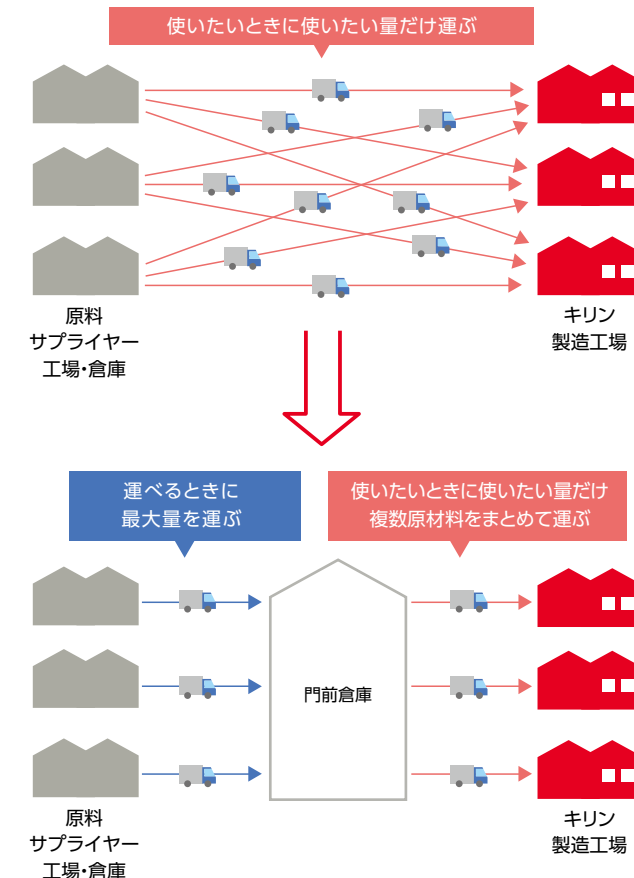 使いたいときに使いたい量だけ運ぶ
原料
サプライヤー
工場・倉庫
キリン
製造工場
運べるときに
最大量を運ぶ
使いたいときに使いたい量だけ
複数原材料をまとめて運ぶ
門前倉庫
原料
サプライヤー
工場・倉庫
キリン
製造工場